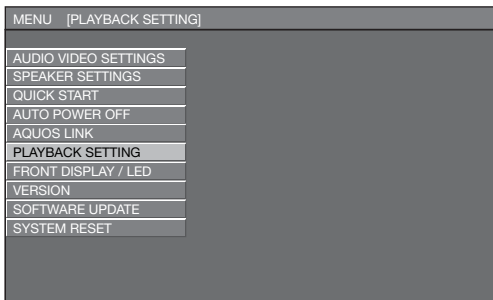 MENU [PLAYBACK SETTING]
AUDIO VIDEO SETTINGS
SPEAKER SETTINGS
QUICK START
AUTO POWER OFF
AQUOS LINK
PLAYBACK SETTING
FRONT DISPLAY / LED
VERSION
SOFTWARE UPDATE
SYSTEM RESET